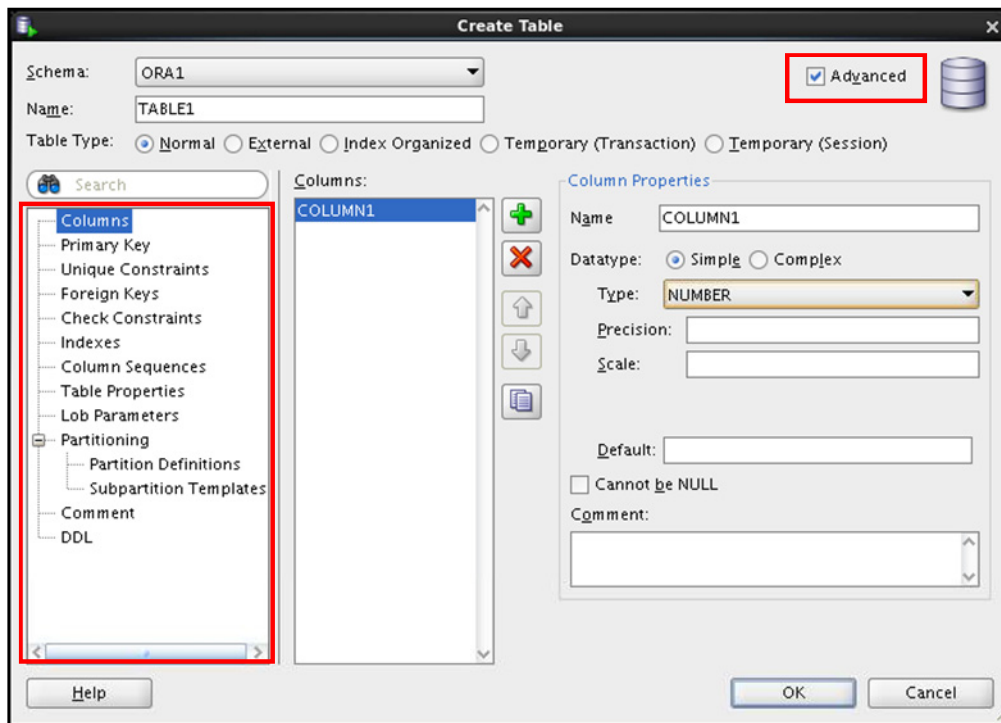 Create Table
Schema: ORA1
Advanced
Name: TABLE1
Table Type: Normal External Index Organized Temporary (Transaction) Temporary (Session)
Search
Columns
Primary Key
Unique Constraints
Foreign Keys
Check Constraints
Indexes
Column Sequences
Table Properties
Lob Parameters
Partitioning
Partition Definitions
Subpartition Templates
Comment
DDL
Columns:
COLUMN1
Column Properties
Name COLUMN1
Datatype: Simple Complex
Type: NUMBER
Precision:
Scale:
Default:
Cannot be NULL
Comment:
Help
OK
Cancel